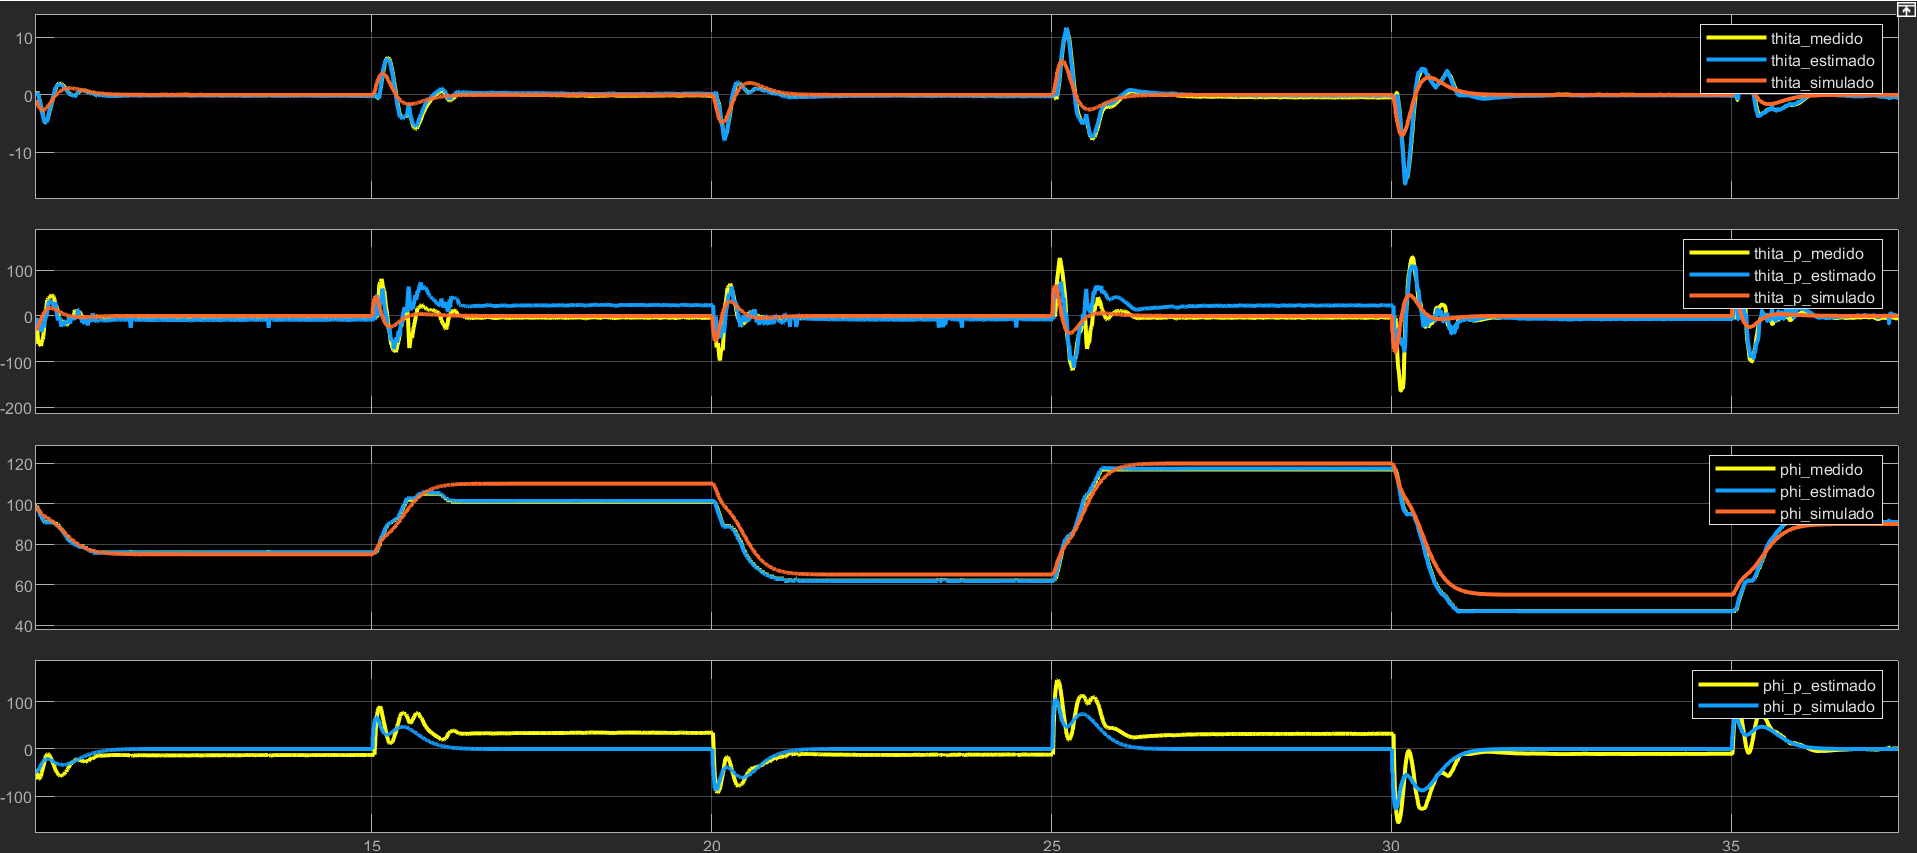 10
0
-10
thita_medido
thita_estimado
thita_simulado
100
0
-100
-200
thita_p_medido
thita_p_estimado
thita_p_simulado
120
100
80
60
40
phi_medido
phi_estimado
phi_simulado
100
0
-100
phi_p_estimado
phi_p_simulado
15
20
25
30
35